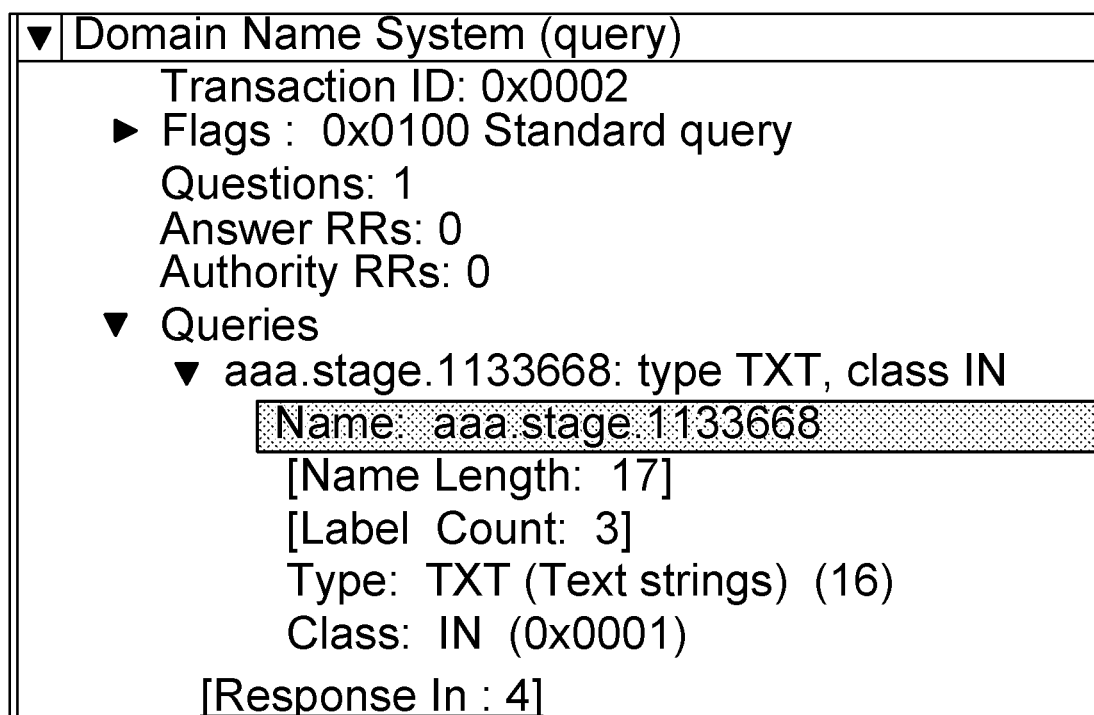 Domain Name System (query)
Transaction ID: 0x0002
Flags : 0x0100 Standard query
Questions: 1
Answer RRs: 0
Authority RRs: 0
Queries
aaa.stage.1133668: type TXT, class IN
Name: aaa.stage.1133668
[Name Length: 17]
[Label Count: 3]
Type: TXT (Text strings) (16)
Class: IN (0x0001)
[Response In : 4]